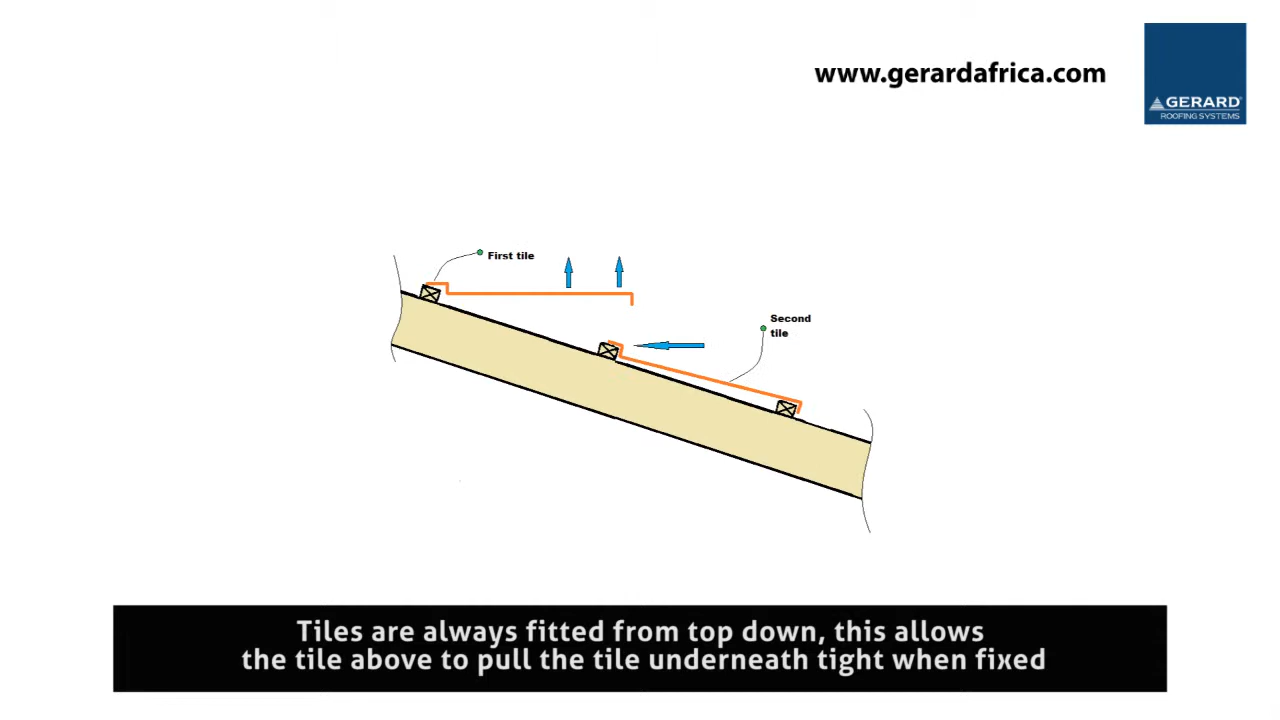 www.gerardafrica.com
GERARD®
ROOFING SYSTEMS
First tile
Second
tile
Tiles are always fitted from top down, this allows
the tile above to pull the tile underneath tight when fixed